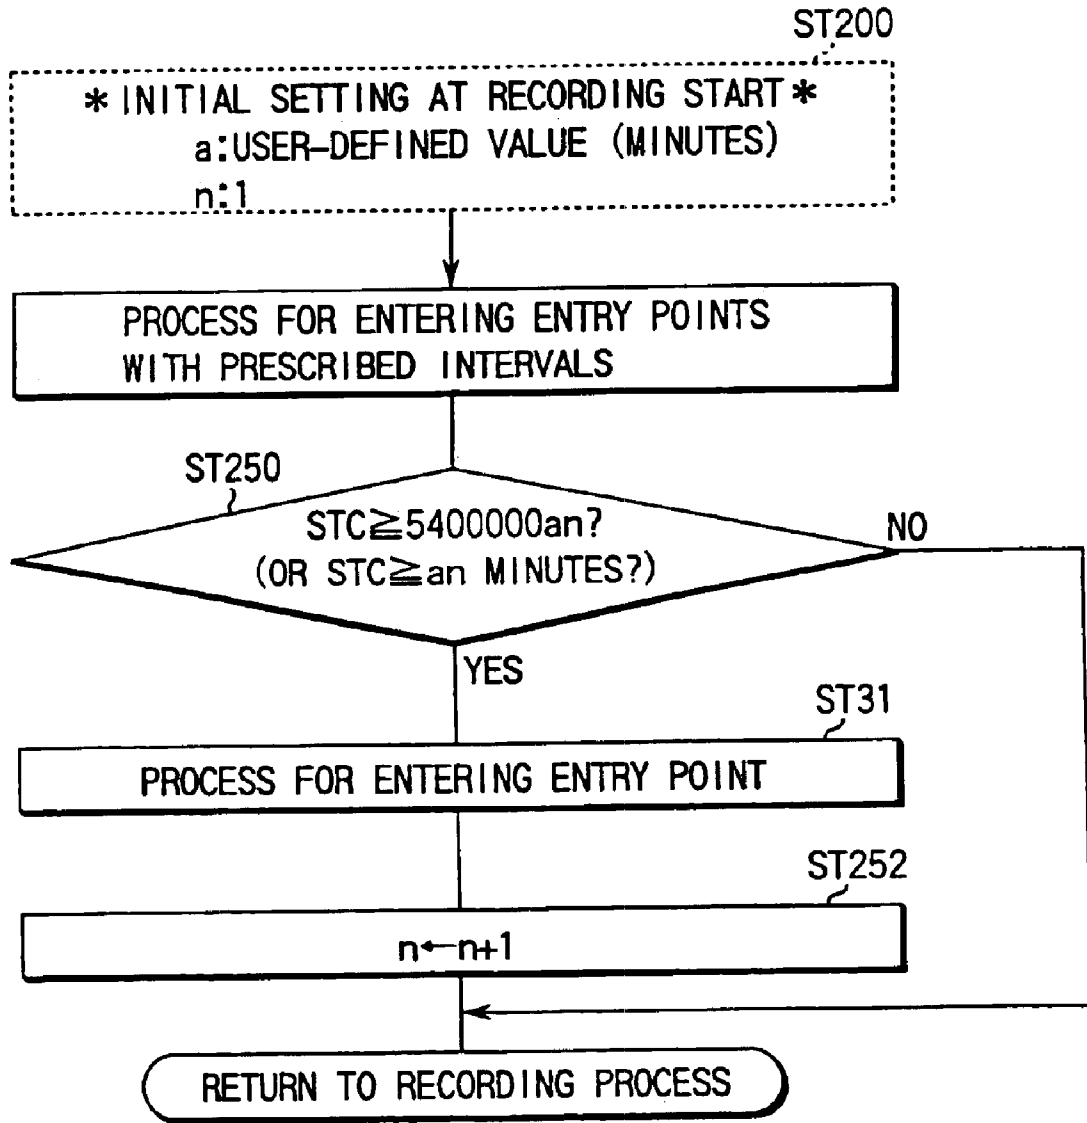 ST200
*INITIAL SETTING AT RECORDING START*
a:USER-DEFINED VALUE (MINUTES)
n:1
PROCESS FOR ENTERING ENTRY POINTS
WITH PRESCRIBED INTERVALS
ST250
STC≧5400000an?
(OR STC≧an MINUTES?)
NO
YES
ST31
PROCESS FOR ENTERING ENTRY POINT
ST252
n←n+1
RETURN TO RECORDING PROCESS